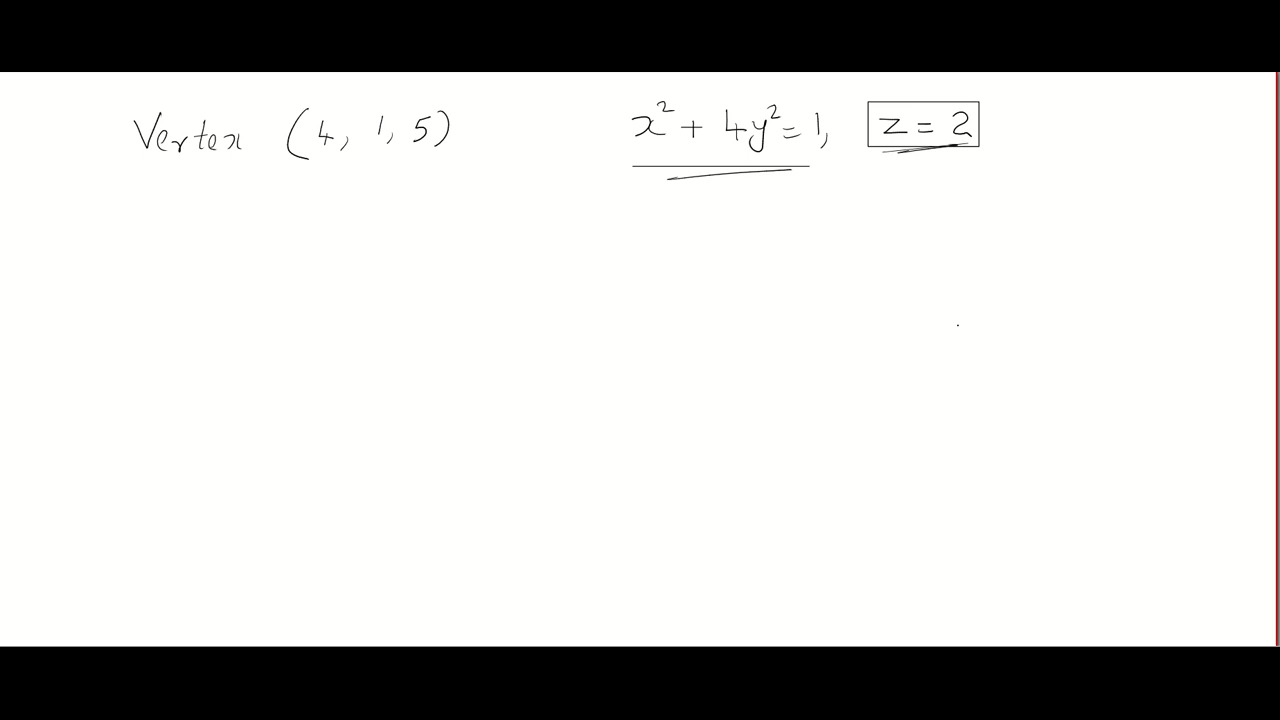 Vertex (4, 1, 5) x² + 4y² = 1, z = 2